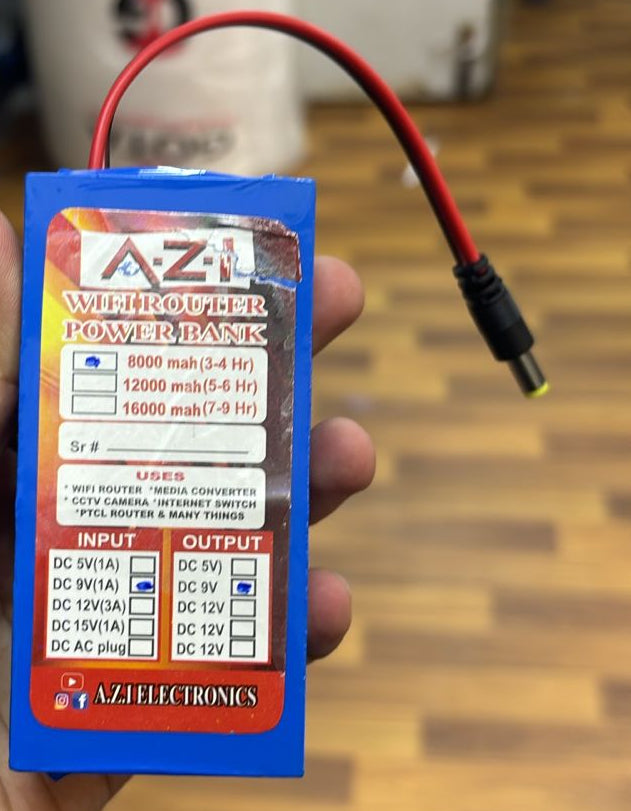 A-Z-I
WIFI ROUTER
POWER BANK
8000 mah (3-4 Hr)
12000 mah (5-6 Hr)
16000 mah (7-9 Hr)
Sr #
USES
* WIFI ROUTER *MEDIA CONVERTER
* CCTV CAMERA *INTERNET SWITCH
*PTCL ROUTER & MANY THINGS
INPUT
DC 5V(1A)
DC 9V(1A)
DC 12V(3A)
DC 15V(1A)
DC AC plug
OUTPUT
DC 5V)
DC 9V
DC 12V
DC 12V
DC 12V
A.Z.I ELECTRONICS